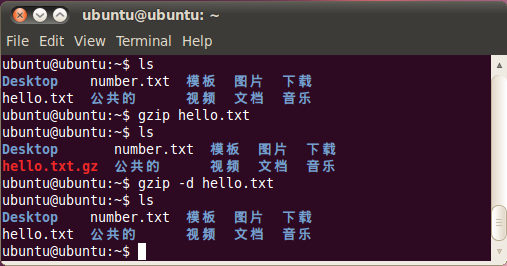 ubuntu@ubuntu: ~
File Edit View Terminal Help
ubuntu@ubuntu:~$ ls
Desktop number.txt 模板 图片 下载
hello.txt 公共的 视频 文档 音乐
ubuntu@ubuntu:~$ gzip hello.txt
ubuntu@ubuntu:~$ ls
Desktop number.txt 模板 图片 下载
hello.txt.gz 公共的 视频 文档 音乐
ubuntu@ubuntu:~$ gzip -d hello.txt
ubuntu@ubuntu:~$ ls
Desktop number.txt 模板 图片 下载
hello.txt 公共的 视频 文档 音乐
ubuntu@ubuntu:~$